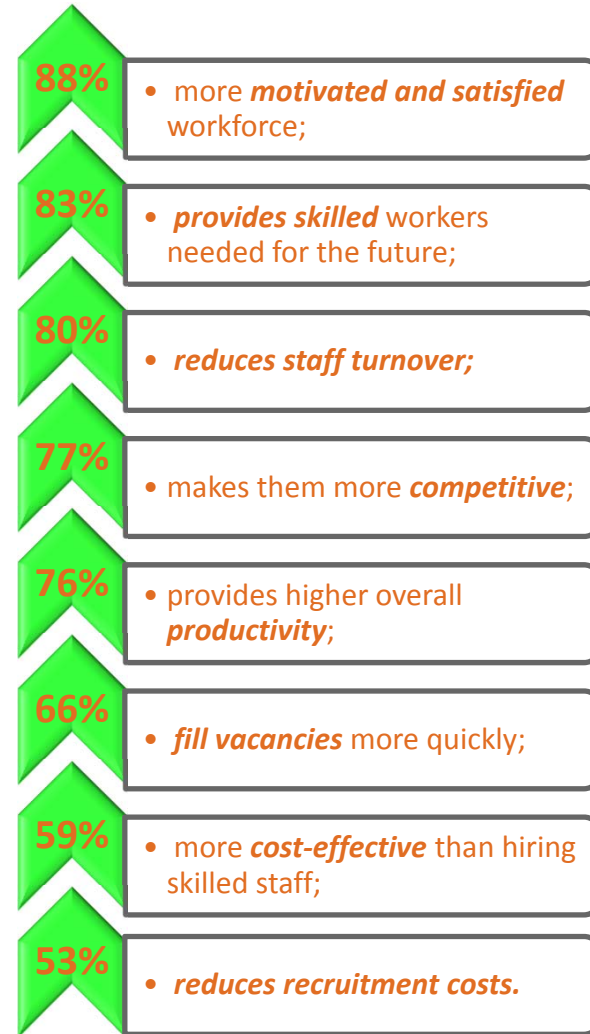 88%
• more motivated and satisfied
workforce;
83%
• provides skilled workers
needed for the future;
80%
• reduces staff turnover;
77%
• makes them more competitive;
76%
• provides higher overall
productivity;
66%
• fill vacancies more quickly;
59%
• more cost-effective than hiring
skilled staff;
53%
• reduces recruitment costs.